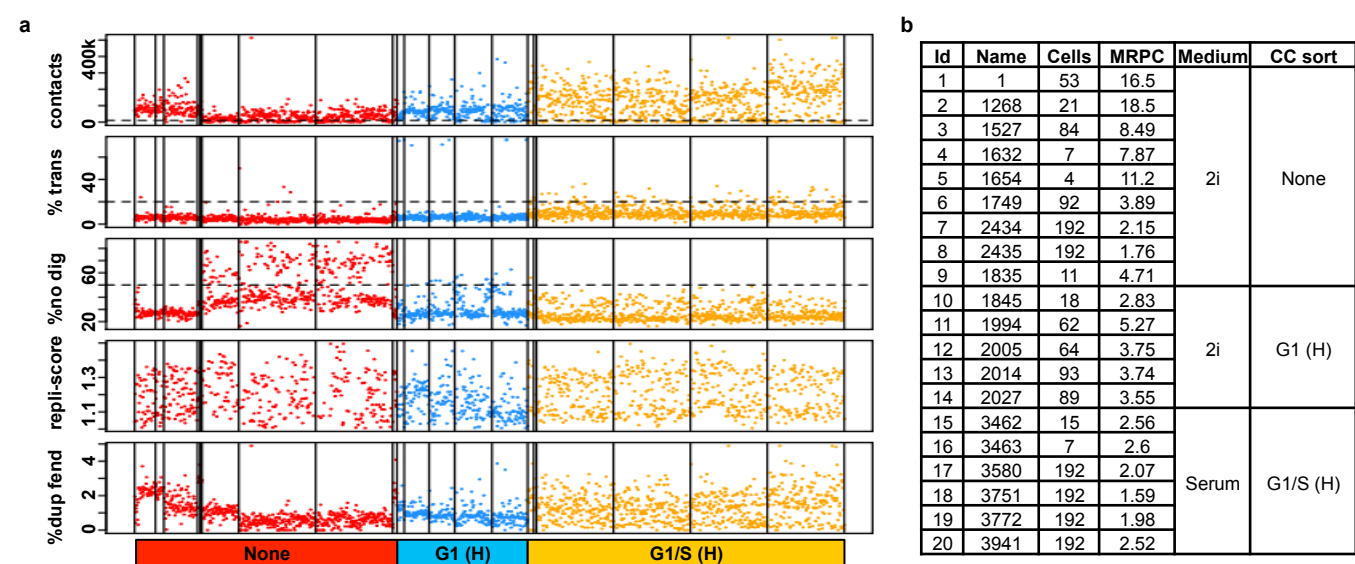 a
contacts
400k
0
% trans
40
0
%no dig
60
20
repli-score
1.3
1.1
%dup fend
4
2
0
None G1 (H) G1/S (H)
b
Id Name Cells MRPC Medium CC sort
1 1 53 16.5
2 1268 21 18.5
3 1527 84 8.49
4 1632 7 7.87
5 1654 4 11.2 2i None
6 1749 92 3.89
7 2434 192 2.15
8 2435 192 1.76
9 1835 11 4.71
10 1845 18 2.83
11 1994 62 5.27
12 2005 64 3.75 2i G1 (H)
13 2014 93 3.74
14 2027 89 3.55
15 3462 15 2.56
16 3463 7 2.6
17 3580 192 2.07
18 3751 192 1.59 Serum G1/S (H)
19 3772 192 1.98
20 3941 192 2.52